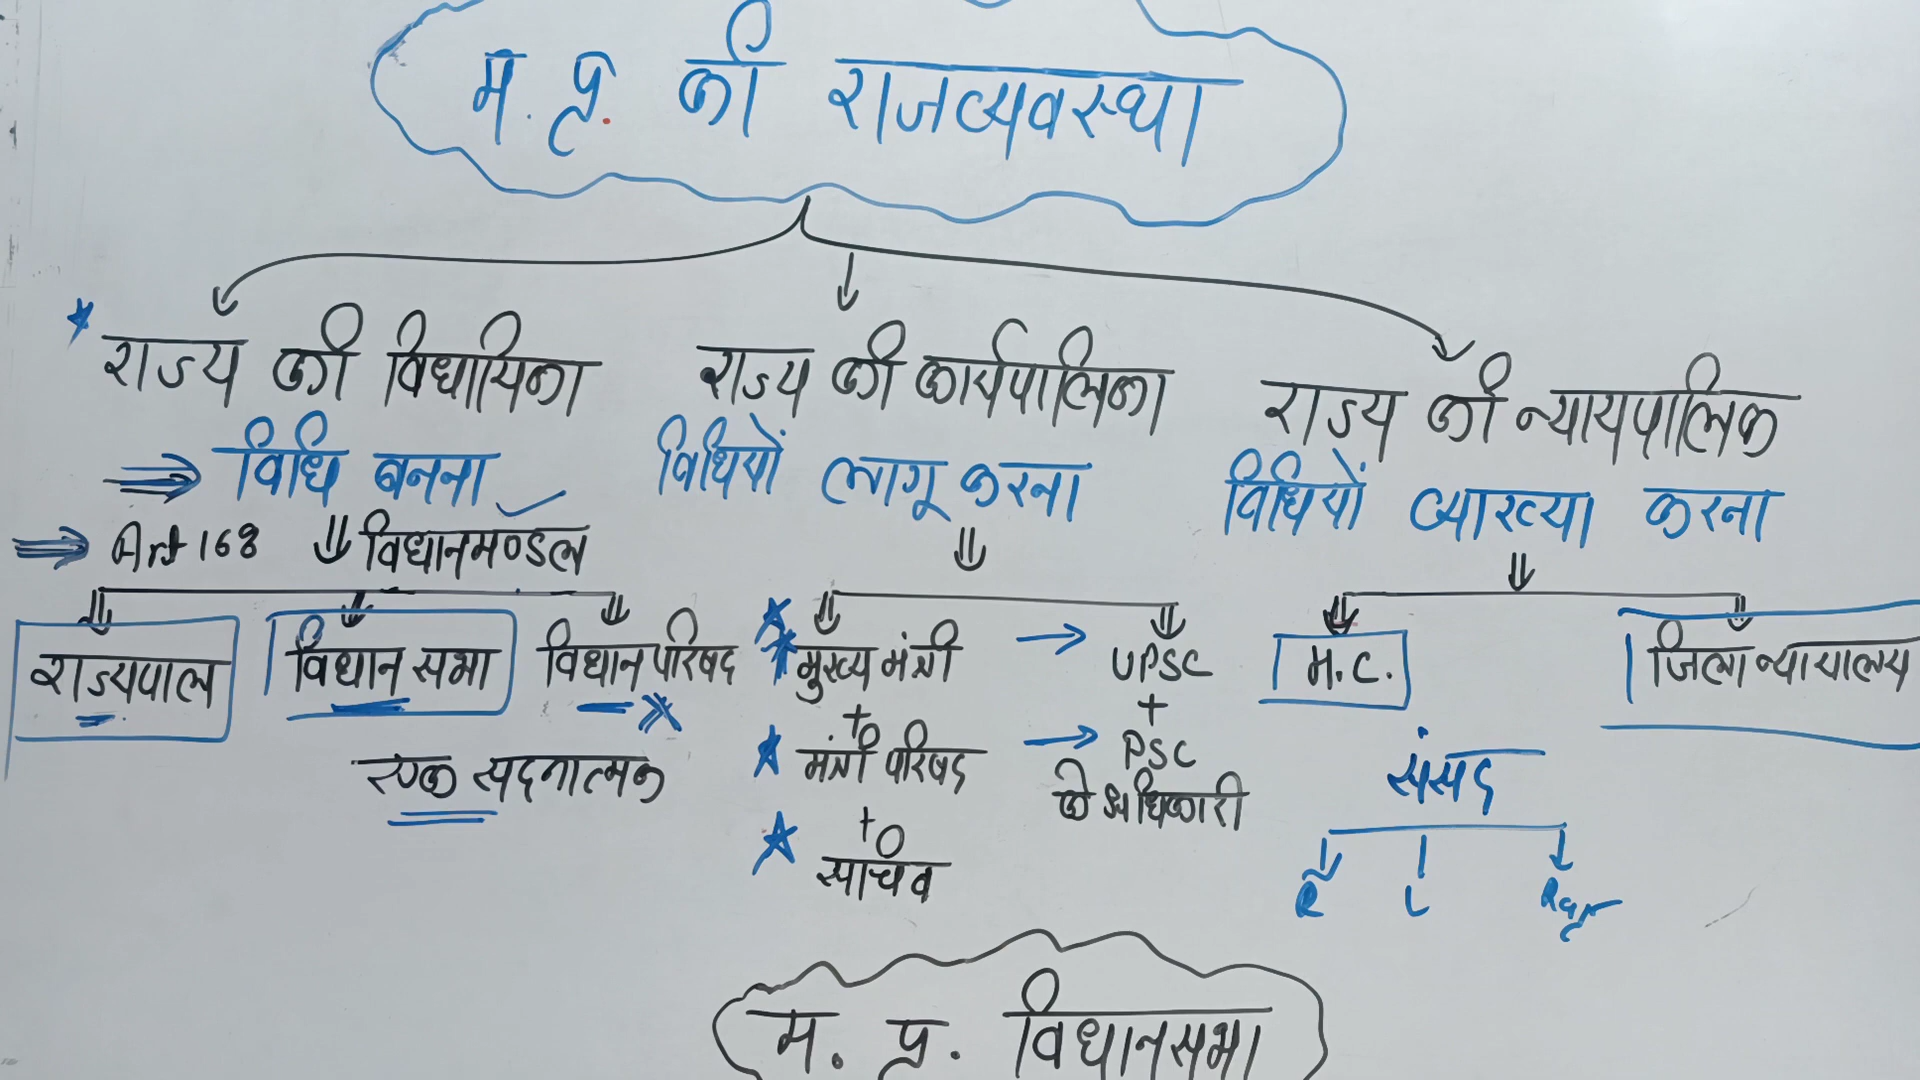 म. प्र. की राजव्यवस्था
राज्य की विधायिका
विधि बनना
Art 168 विधानमण्डल
राज्यपाल विधान सभा विधान परिषद
एक सदनात्मक
राज्य की कार्यपालिका
विधियों लागू करना
मुख्य मंत्री
+
मंत्री परिषद
+
सचिव
UPSC
+
PSC
के अधिकारी
राज्य की न्यायपालिक
विधियों व्याख्या करना
म.c. जिला न्यायालय
संसद
R L
म. प्र. विधानसभा